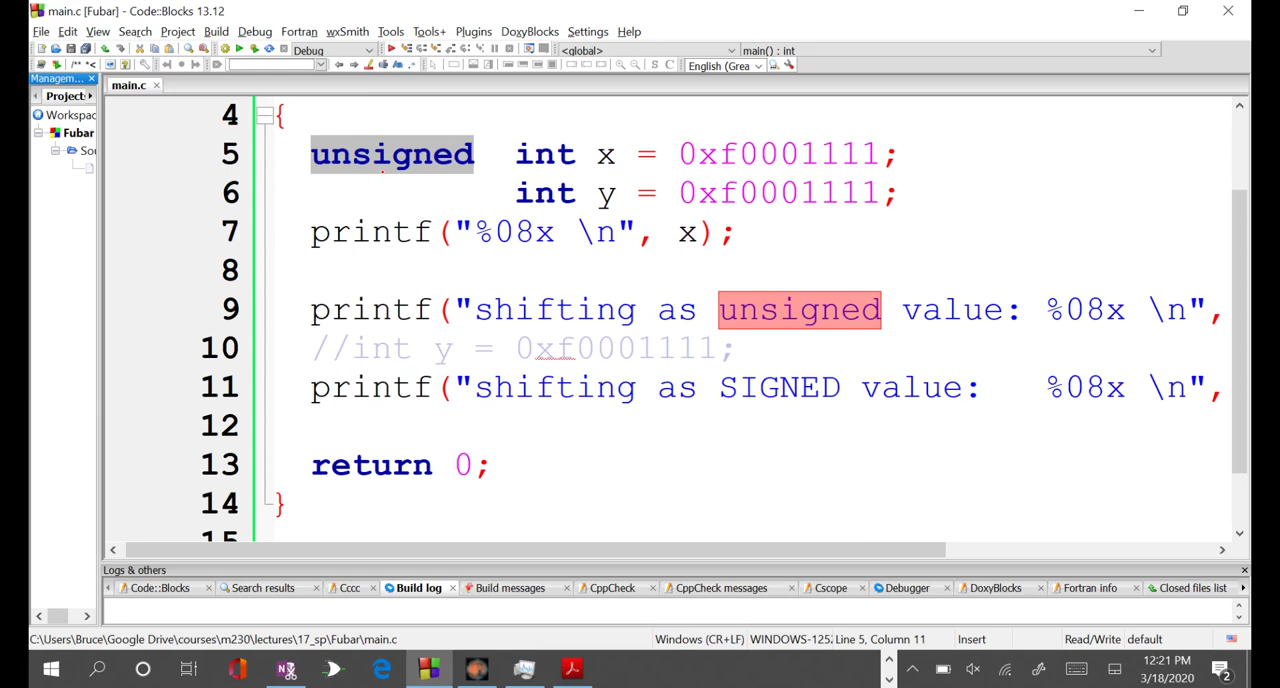 main.c [Fubar] - Code::Blocks 13.12
File Edit View Search Project Build Debug Fortran wxSmith Tools Tools+ Plugins DoxyBlocks Settings Help
Debug <global> main() : int
/** *< English (Grea
Managem...
Project
main.c
Workspac
Fubar
Sou
4 {
5 unsigned int x = 0xf0001111;
6 int y = 0xf0001111;
7 printf("%08x \n", x);
8
9 printf("shifting as unsigned value: %08x \n",
10 //int y = 0xf0001111;
11 printf("shifting as SIGNED value: %08x \n",
12
13 return 0;
14 }
15
Logs & others
Code::Blocks Search results Cccc Build log Build messages CppCheck CppCheck messages Cscope Debugger DoxyBlocks Fortran info Closed files list
C:\Users\Bruce\Google Drive\courses\m230\lectures\17_sp\Fubar\main.c Windows (CR+LF) WINDOWS-125 Line 5, Column 11 Insert Read/Write default
12:21 PM
3/18/2020
2